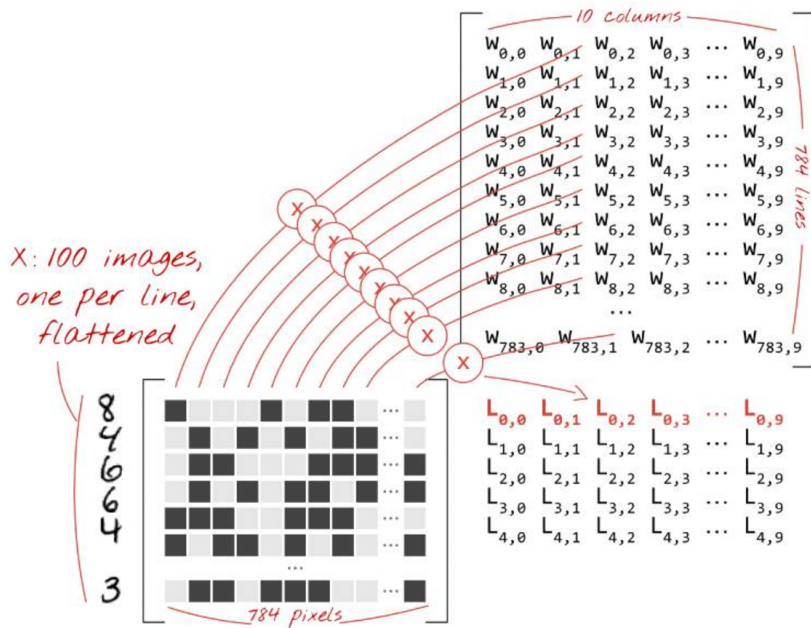 10 columns
W0,0 W0,1 W0,2 W0,3 ... W0,9
W1,0 W1,1 W1,2 W1,3 ... W1,9
W2,0 W2,1 W2,2 W2,3 ... W2,9
W3,0 W3,1 W3,2 W3,3 ... W3,9
W4,0 W4,1 W4,2 W4,3 ... W4,9
W5,0 W5,1 W5,2 W5,3 ... W5,9
W6,0 W6,1 W6,2 W6,3 ... W6,9
W7,0 W7,1 W7,2 W7,3 ... W7,9
W8,0 W8,1 W8,2 W8,3 ... W8,9
...
W783,0 W783,1 W783,2 ... W783,9
784 lines
x
x
x
x
x
x
x
x
x
x
X: 100 images,
one per line,
flattened
8
4
6
6
4
3
...
...
...
...
...
...
...
...
784 pixels
L0,0 L0,1 L0,2 L0,3 ... L0,9
L1,0 L1,1 L1,2 L1,3 ... L1,9
L2,0 L2,1 L2,2 L2,3 ... L2,9
L3,0 L3,1 L3,2 L3,3 ... L3,9
L4,0 L4,1 L4,2 L4,3 ... L4,9